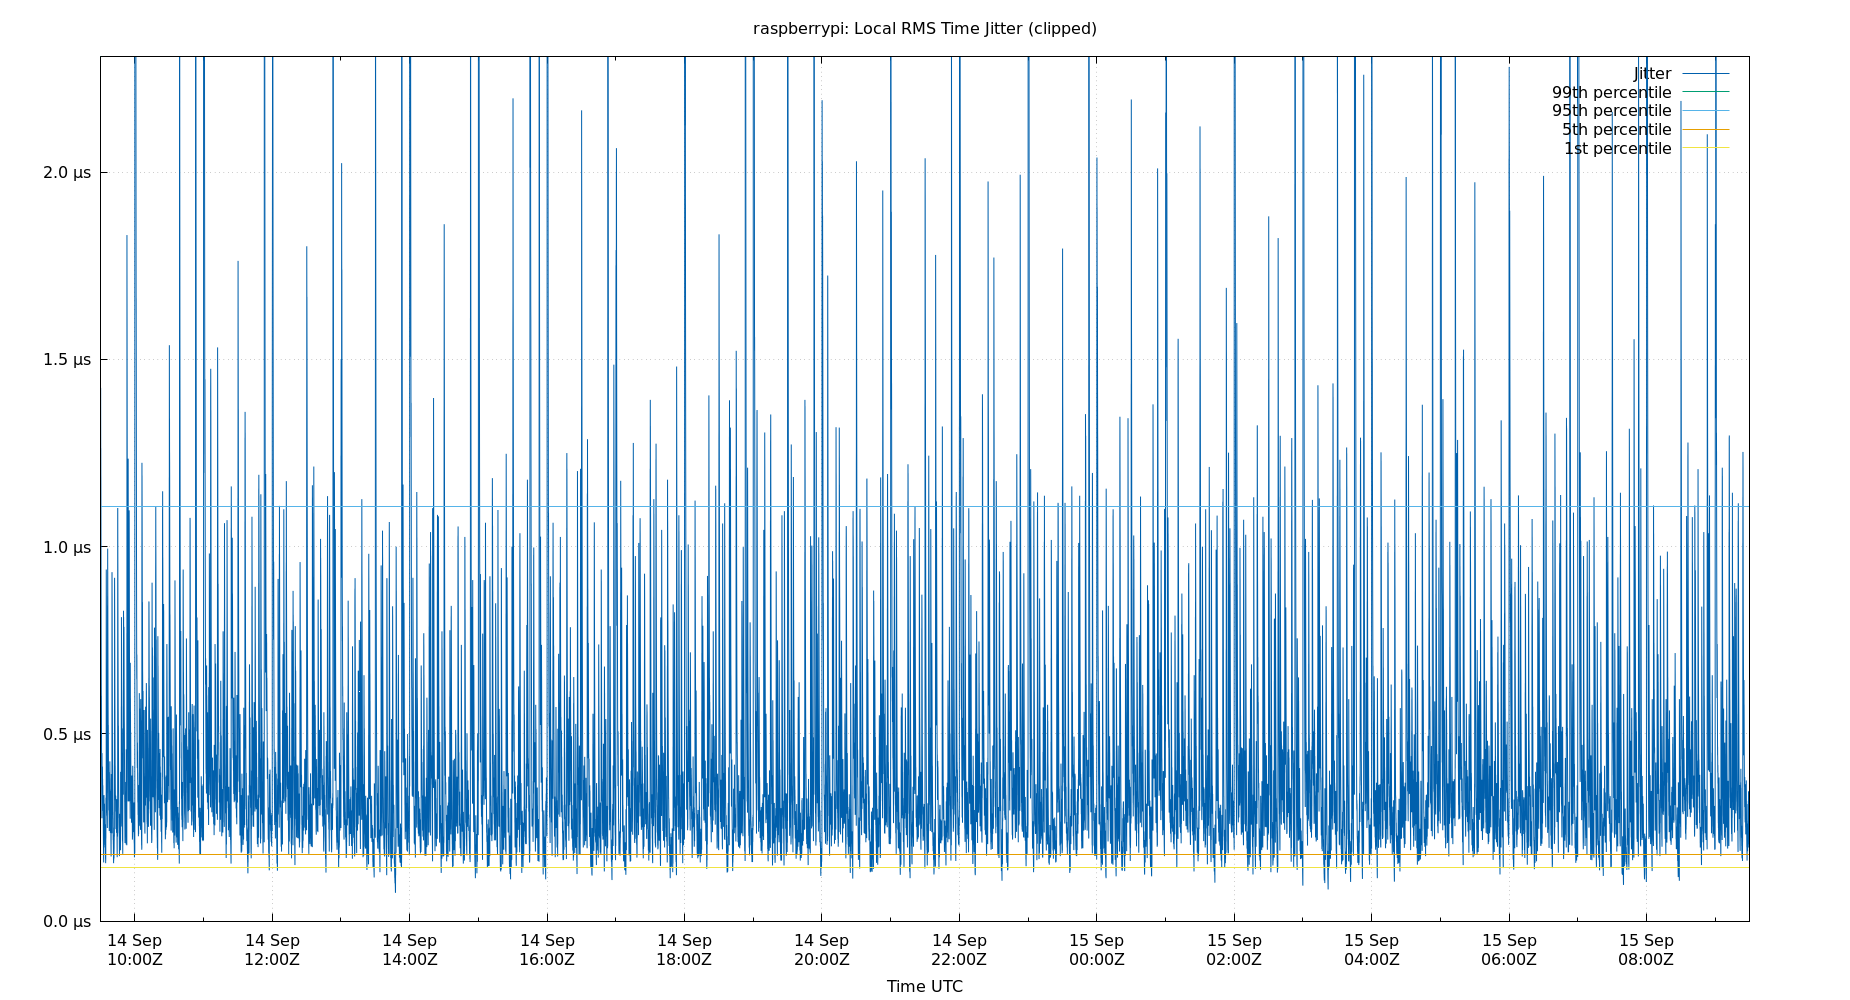 raspberrypi: Local RMS Time Jitter (clipped)
Jitter
99th percentile
95th percentile
5th percentile
1st percentile
2.0 µs
1.5 µs
1.0 µs
0.5 µs
0.0 µs
14 Sep 14 Sep 14 Sep 14 Sep 14 Sep 14 Sep 14 Sep 15 Sep 15 Sep 15 Sep 15 Sep 15 Sep
10:00Z 12:00Z 14:00Z 16:00Z 18:00Z 20:00Z 22:00Z 00:00Z 02:00Z 04:00Z 06:00Z 08:00Z
Time UTC